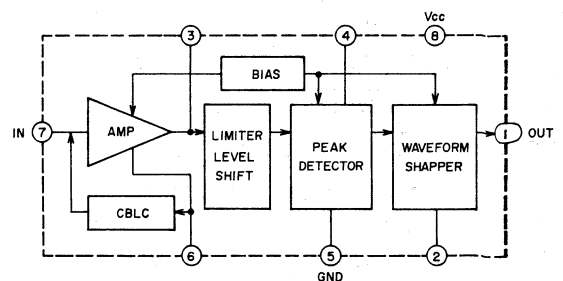 Vcc
3
4
8
BIAS
IN 7
AMP
LIMITER
LEVEL
SHIFT
PEAK
DETECTOR
WAVEFORM
SHAPPER
1 OUT
CBLC
6
5
2
GND